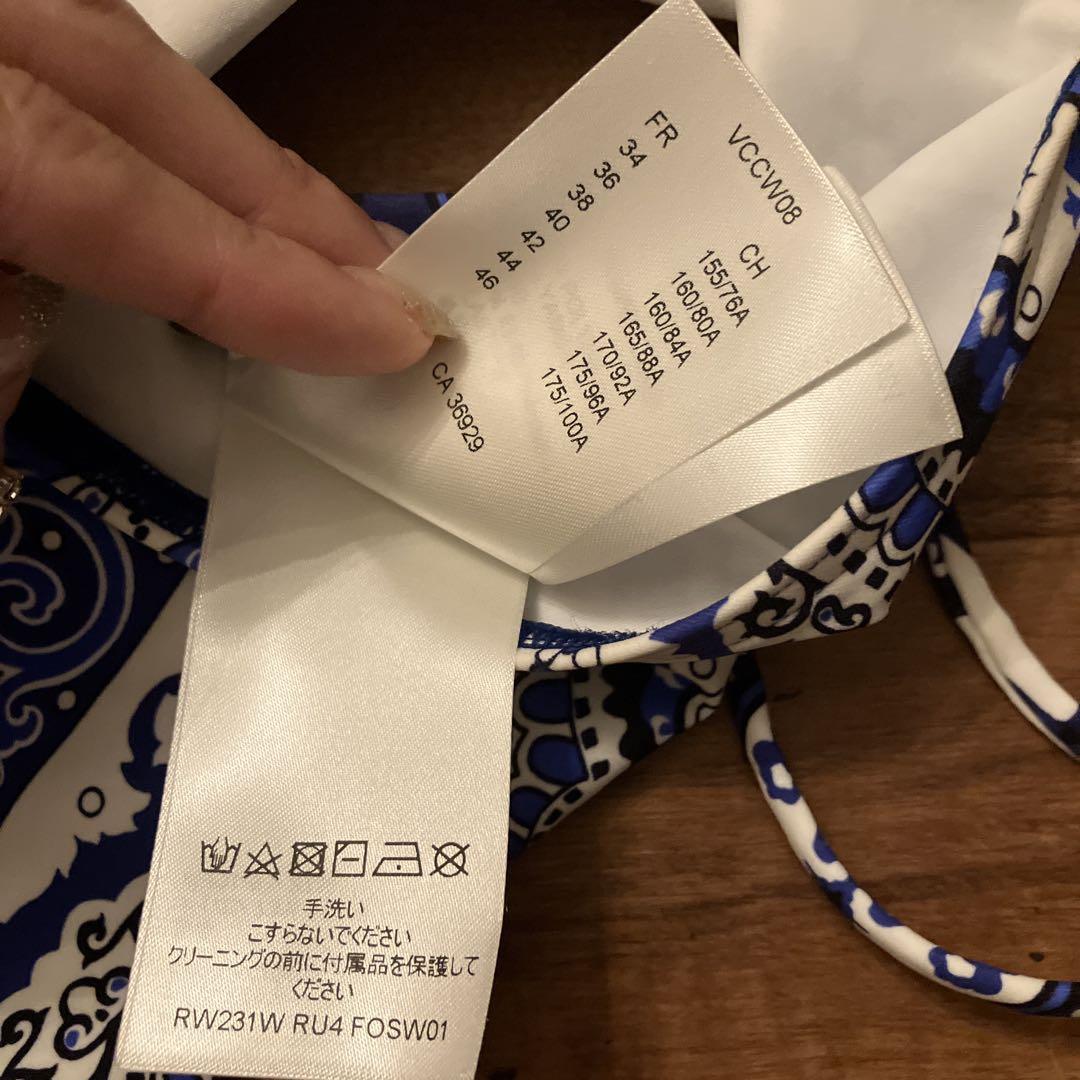 VCCW08
FR CH
34 155/76A
36 160/80A
38 160/84A
40 165/88A
42 170/92A
44 175/96A
46 175/100A
CA 36929
手洗い
こすらないでください
クリーニングの前に付属品を保護して
ください
RW231W RU4 FOSW01